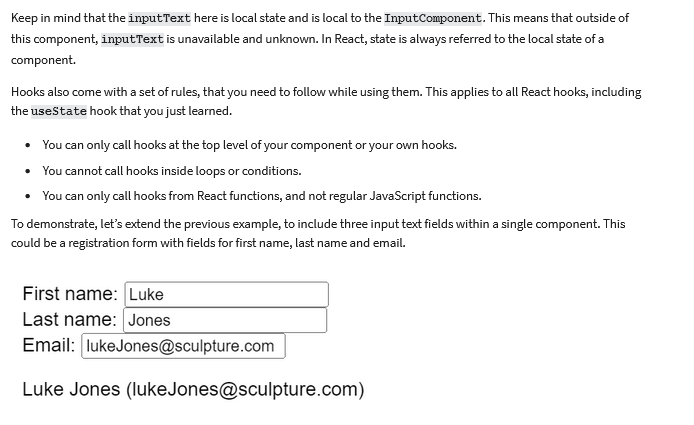 Keep in mind that the inputText here is local state and is local to the InputComponent. This means that outside of
this component, inputText is unavailable and unknown. In React, state is always referred to the local state of a
component.
Hooks also come with a set of rules, that you need to follow while using them. This applies to all React hooks, including
the useState hook that you just learned.
• You can only call hooks at the top level of your component or your own hooks.
• You cannot call hooks inside loops or conditions.
• You can only call hooks from React functions, and not regular JavaScript functions.
To demonstrate, let’s extend the previous example, to include three input text fields within a single component. This
could be a registration form with fields for first name, last name and email.
First name: Luke
Last name: Jones
Email: lukeJones@sculpture.com
Luke Jones (lukeJones@sculpture.com)